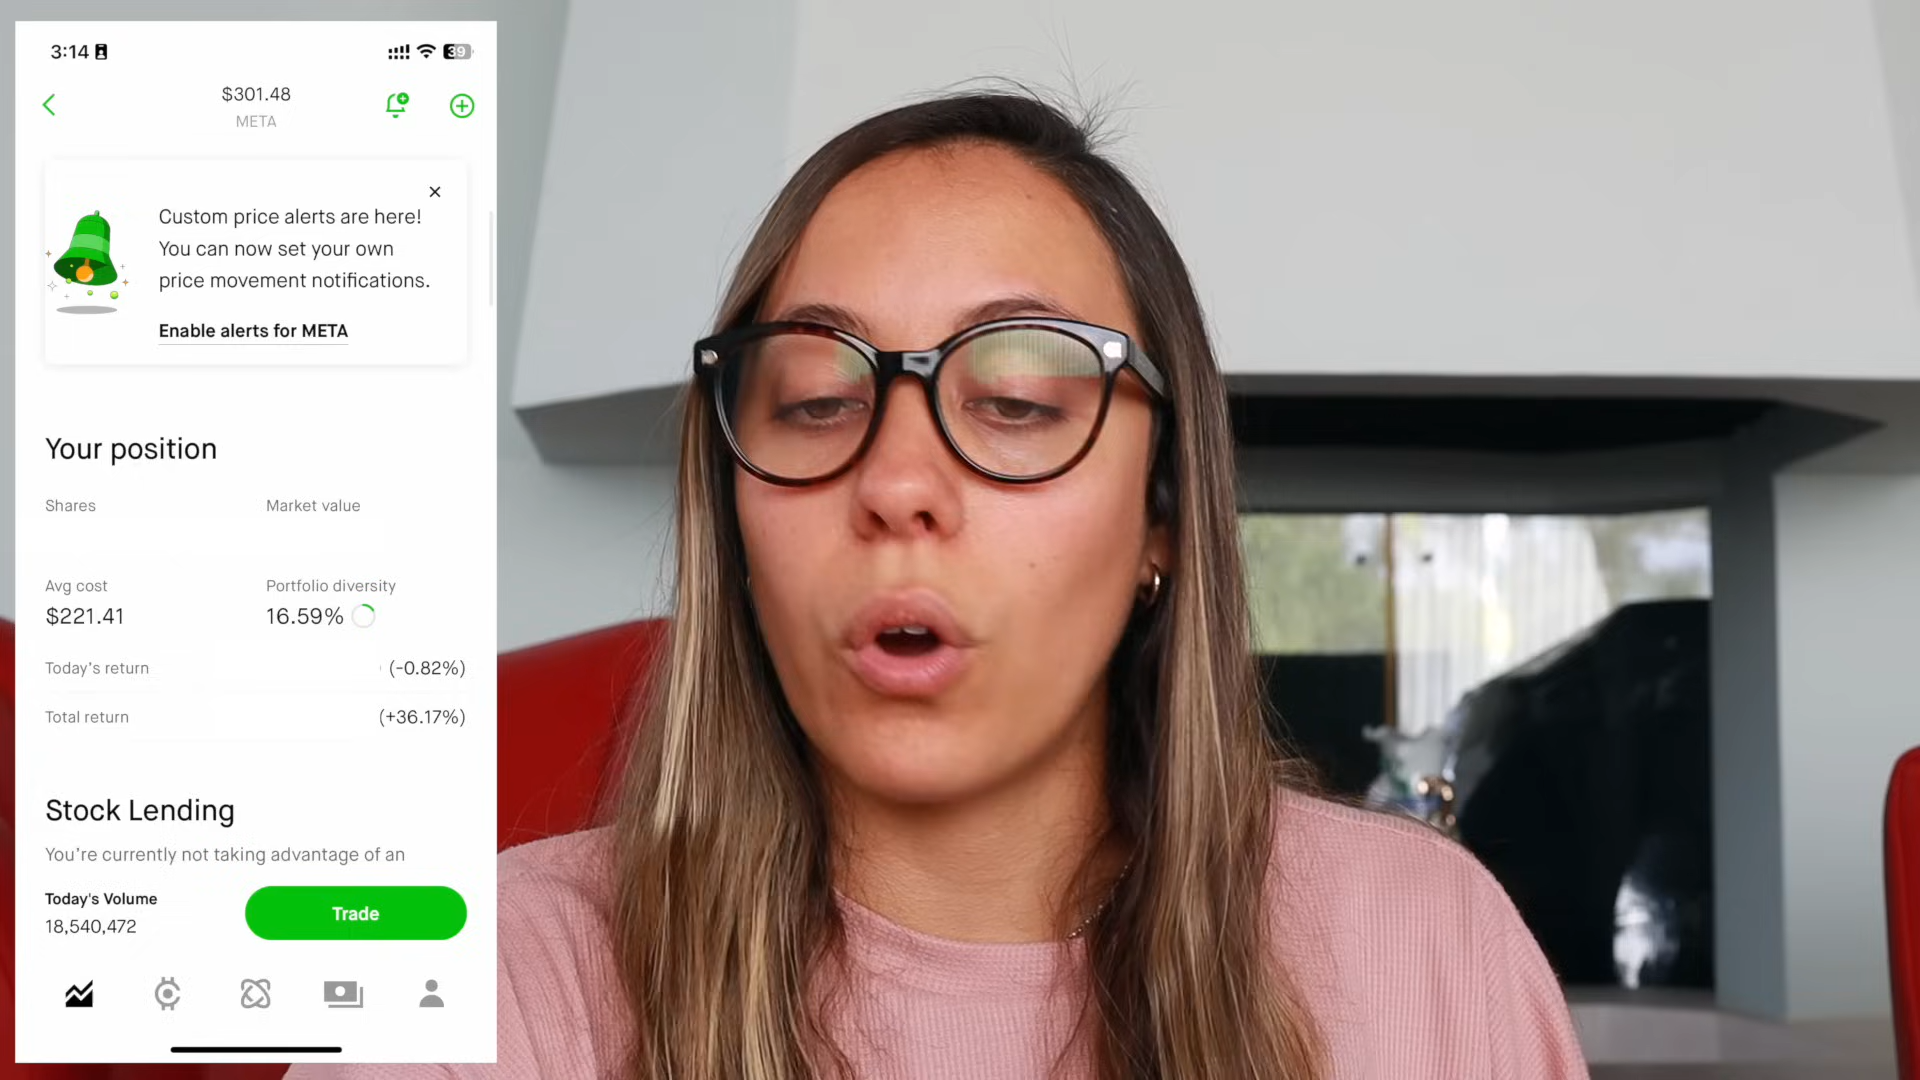 3:14
39
$301.48
META
Custom price alerts are here!
You can now set your own
price movement notifications.
Enable alerts for META
Your position
Shares
Market value
Avg cost
Portfolio diversity
$221.41
16.59%
Today's return
(-0.82%)
Total return
(+36.17%)
Stock Lending
You're currently not taking advantage of an
Today's Volume
18,540,472
Trade